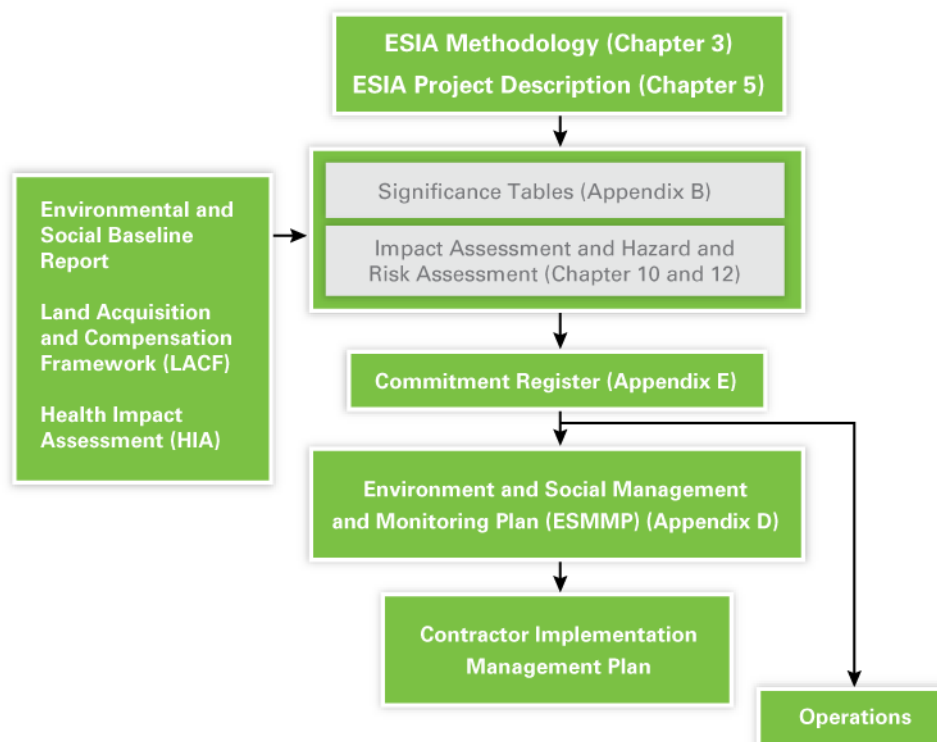 ESIA Methodology (Chapter 3)
ESIA Project Description (Chapter 5)
Significance Tables (Appendix B)
Impact Assessment and Hazard and
Risk Assessment (Chapter 10 and 12)
Environmental and
Social Baseline
Report
Land Acquisition
and Compensation
Framework (LACF)
Health Impact
Assessment (HIA)
Commitment Register (Appendix E)
Environment and Social Management
and Monitoring Plan (ESMMP) (Appendix D)
Contractor Implementation
Management Plan
Operations